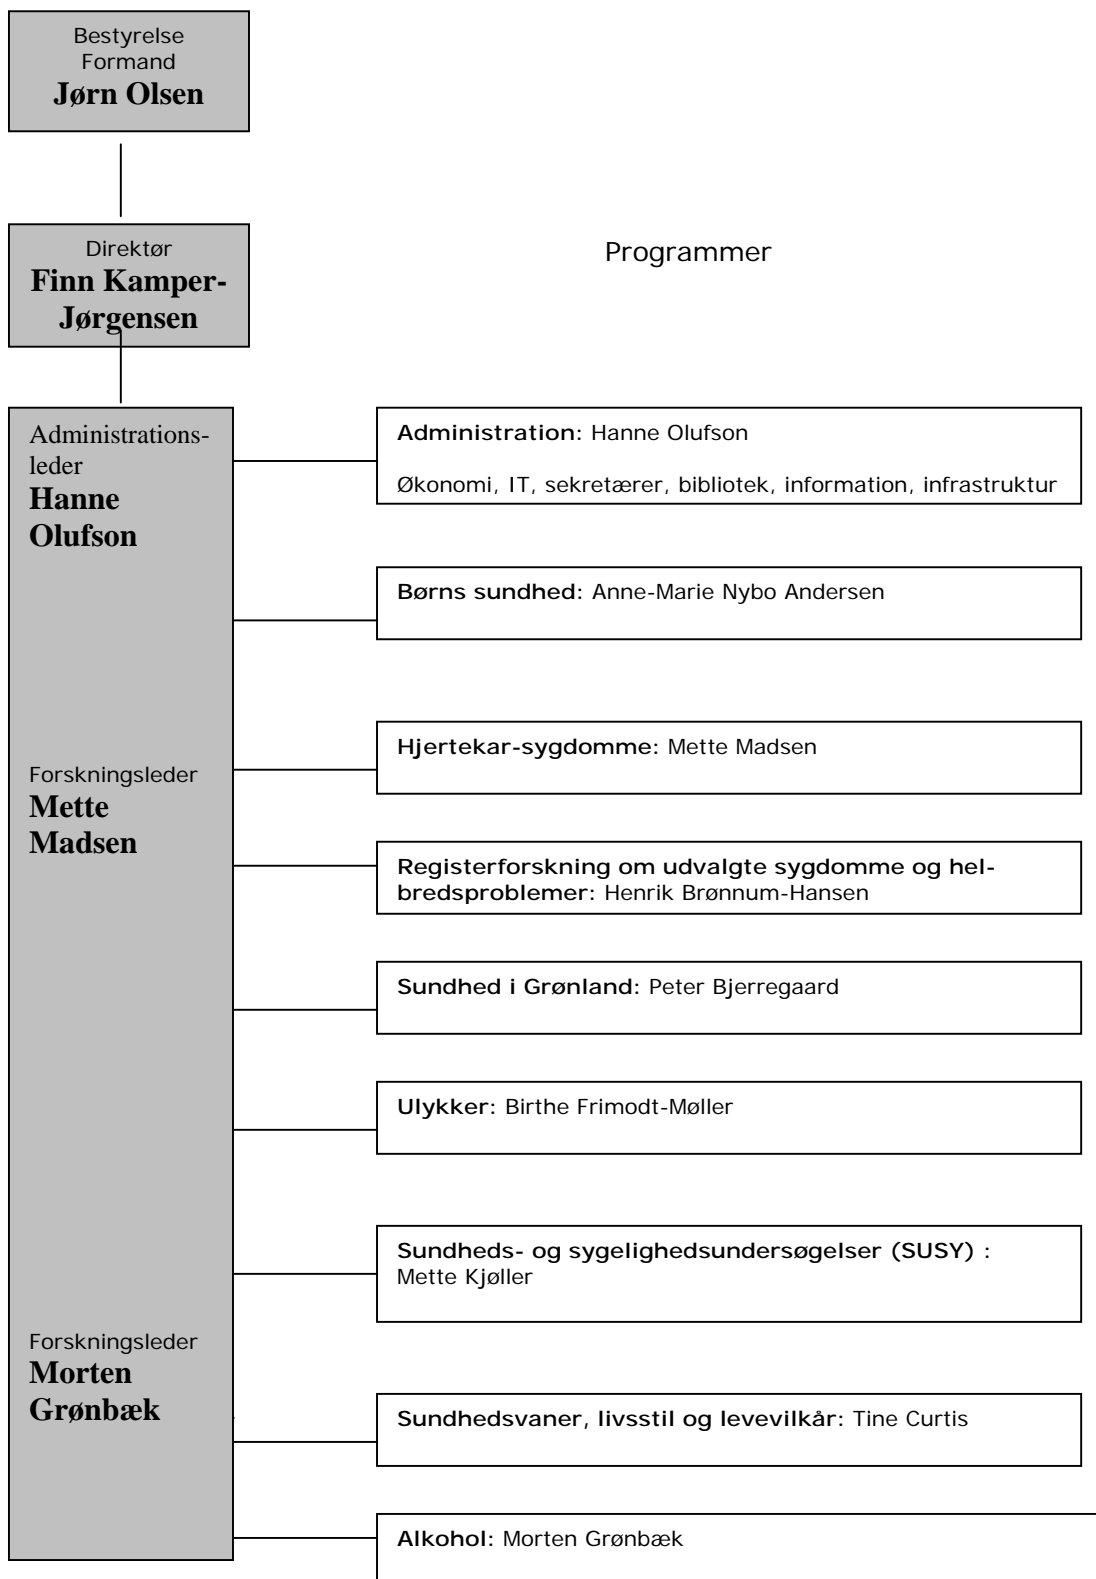 Bestyrelse
Formand
Jørn Olsen
Direktør
Finn Kamper-
Jørgensen
Programmer
Administrations-
leder
Hanne
Olufson
Administration: Hanne Olufson
Økonomi, IT, sekretærer, bibliotek, information, infrastruktur
Børns sundhed: Anne-Marie Nybo Andersen
Hjertekar-sygdomme: Mette Madsen
Forskningsleder
Mette
Madsen
Registerforskning om udvalgte sygdomme og hel-
bredsproblemer: Henrik Brønnum-Hansen
Sundhed i Grønland: Peter Bjerregaard
Ulykker: Birthe Frimodt-Møller
Sundheds- og sygelighedsundersøgelser (SUSY) :
Mette Kjøller
Forskningsleder
Morten
Grønbæk
Sundhedsvaner, livsstil og levevilkår: Tine Curtis
Alkohol: Morten Grønbæk